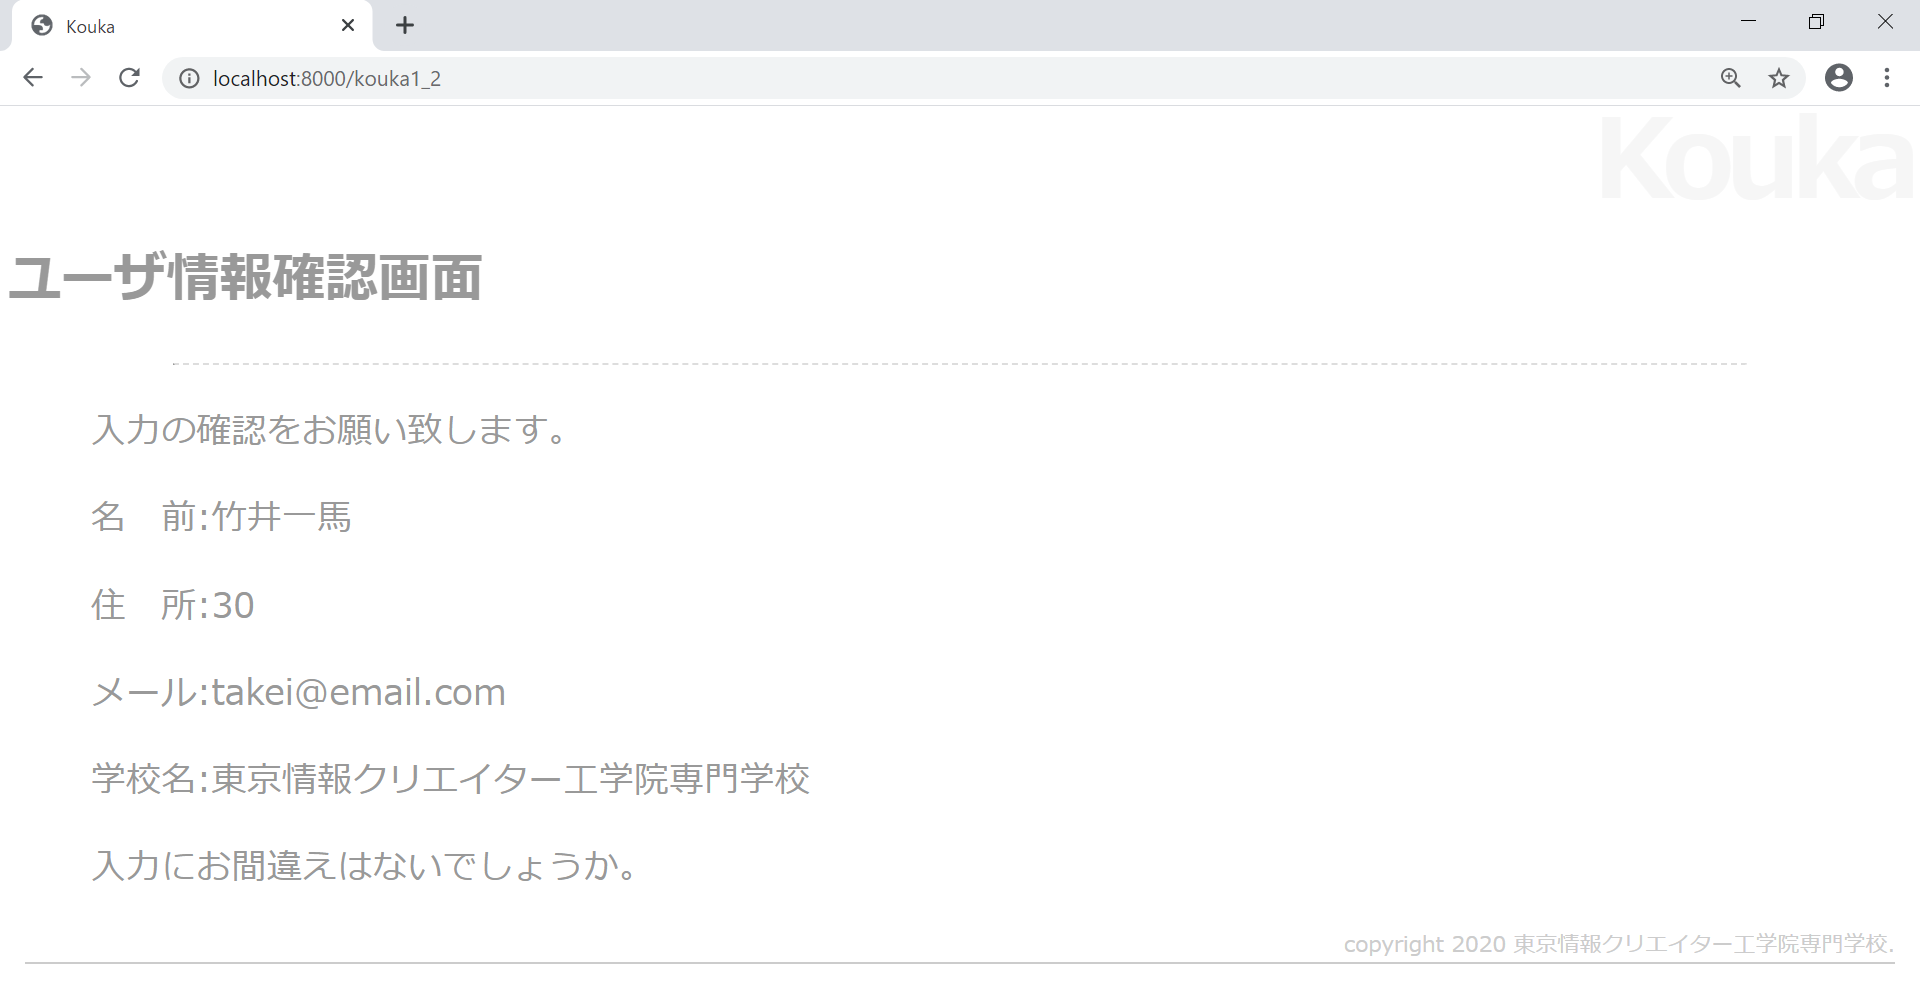 Kouka
localhost:8000/kouka1_2
Kouka
ユーザ情報確認画面
入力の確認をお願い致します。
名　前:竹井一馬
住　所:30
メール:takei@email.com
学校名:東京情報クリエイター工学院専門学校
入力にお間違えはないでしょうか。
copyright 2020 東京情報クリエイター工学院専門学校.